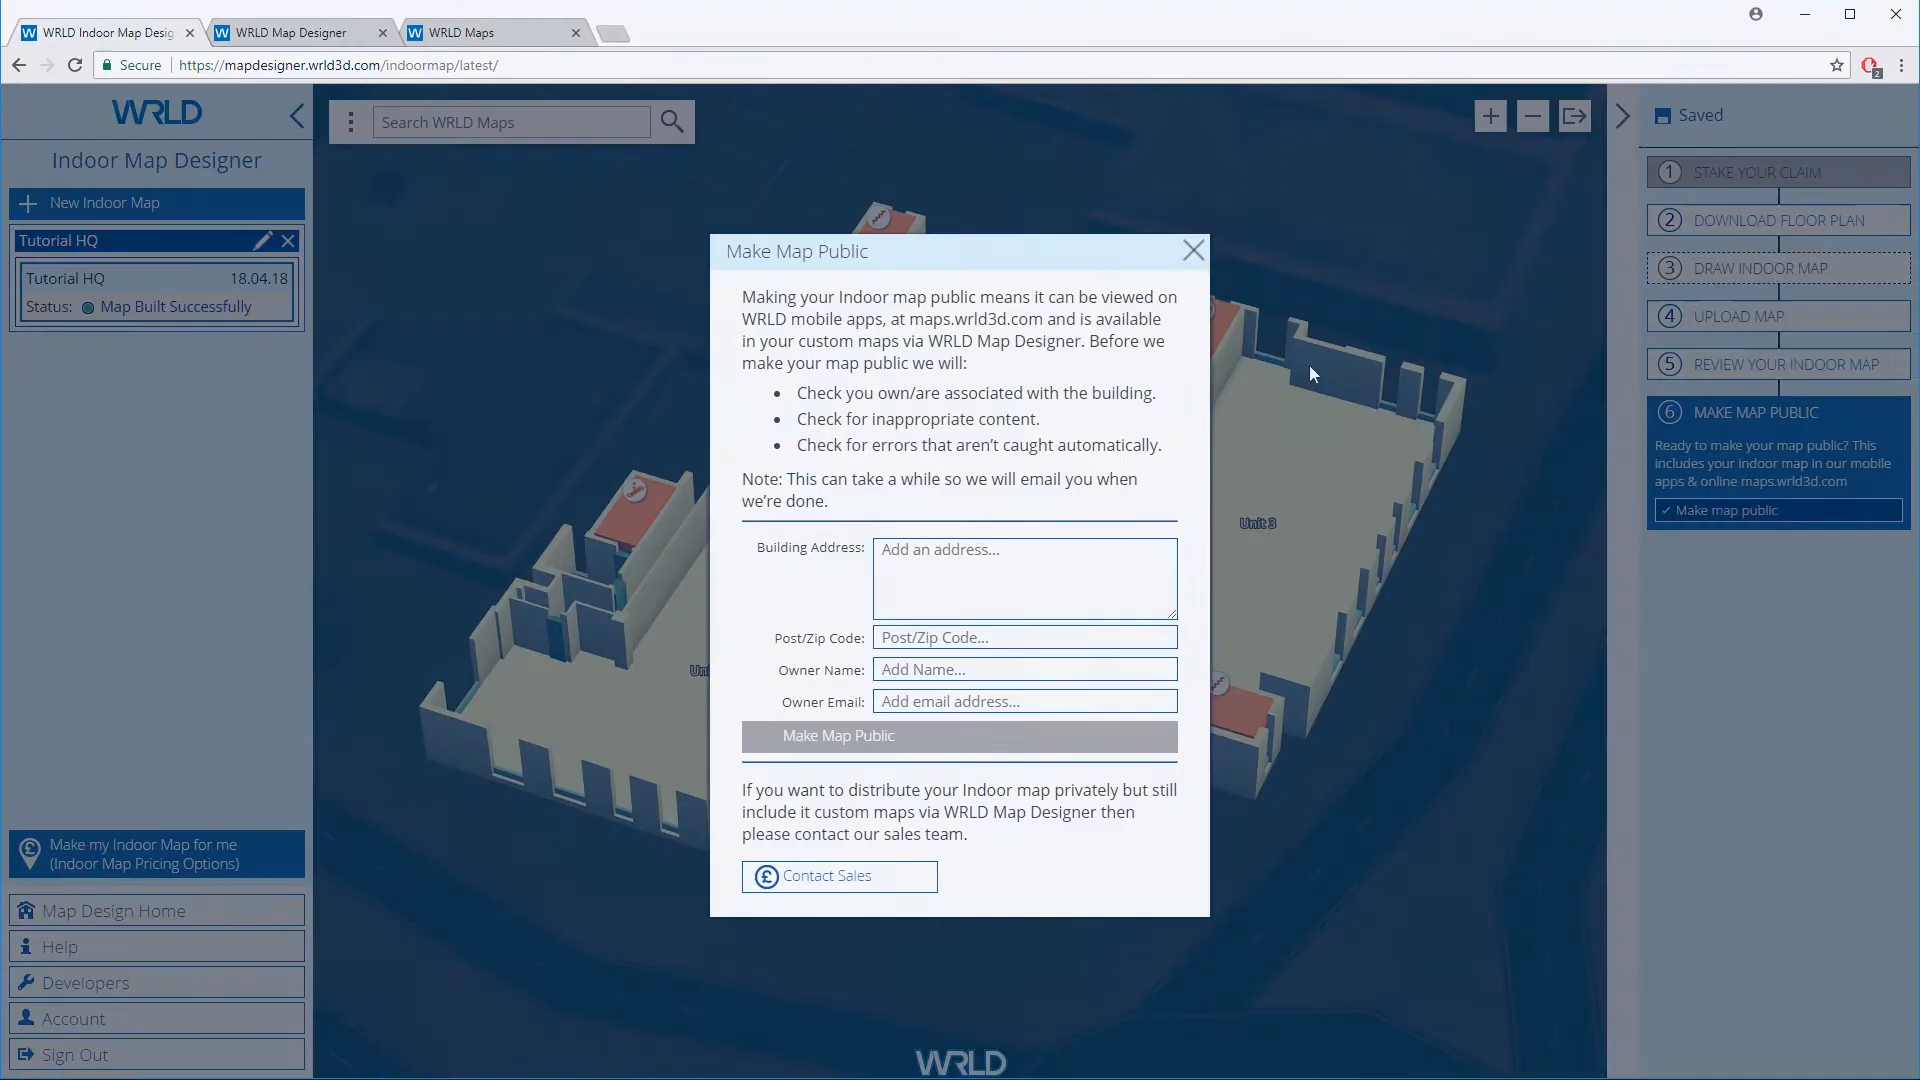 WRLD Indoor Map Desig
WRLD Map Designer
WRLD Maps
Secure
https://mapdesigner.wrld3d.com/indoormap/latest/
2
WRLD
Indoor Map Designer
New Indoor Map
Tutorial HQ
Tutorial HQ 18.04.18
Status: Map Built Successfully
Make my Indoor Map for me
(Indoor Map Pricing Options)
Map Design Home
Help
Developers
Account
Sign Out
Search WRLD Maps
Make Map Public
Making your Indoor map public means it can be viewed on
WRLD mobile apps, at maps.wrld3d.com and is available
in your custom maps via WRLD Map Designer. Before we
make your map public we will:
• Check you own/are associated with the building.
• Check for inappropriate content.
• Check for errors that aren't caught automatically.
Note: This can take a while so we will email you when
we're done.
Building Address: Add an address...
Post/Zip Code: Post/Zip Code...
Owner Name: Add Name...
Owner Email: Add email address...
Make Map Public
If you want to distribute your Indoor map privately but still
include it custom maps via WRLD Map Designer then
please contact our sales team.
£ Contact Sales
Unit 3
WRLD
Saved
1 STAKE YOUR CLAIM
2 DOWNLOAD FLOOR PLAN
3 DRAW INDOOR MAP
4 UPLOAD MAP
5 REVIEW YOUR INDOOR MAP
6 MAKE MAP PUBLIC
Ready to make your map public? This
includes your indoor map in our mobile
apps & online maps.wrld3d.com
✓ Make map public